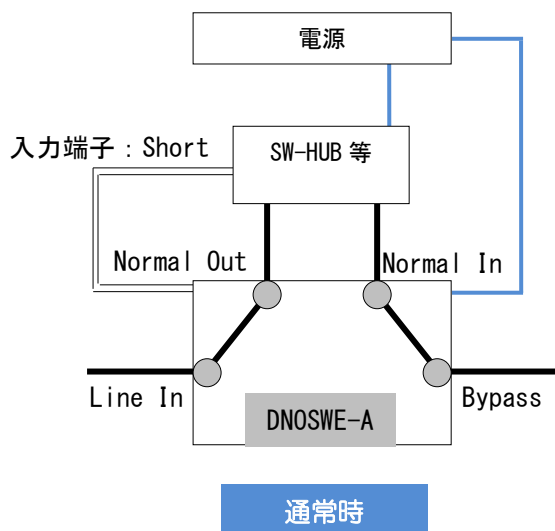 電源
入力端子：Short
SW-HUB 等
Normal Out
Normal In
Line In
Bypass
DNOSWE-A
通常時